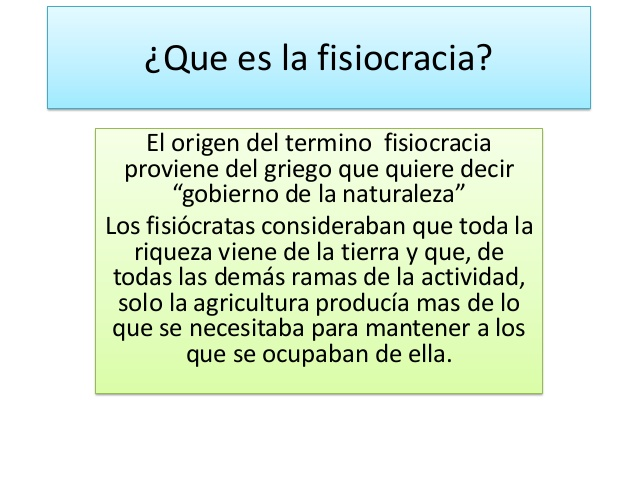 ¿Que es la fisiocracia?
El origen del termino  fisiocracia
proviene del griego que quiere decir
“gobierno de la naturaleza”
Los fisiócratas consideraban que toda la
riqueza viene de la tierra y que, de
todas las demás ramas de la actividad,
solo la agricultura producía mas de lo
que se necesitaba para mantener a los
que se ocupaban de ella.